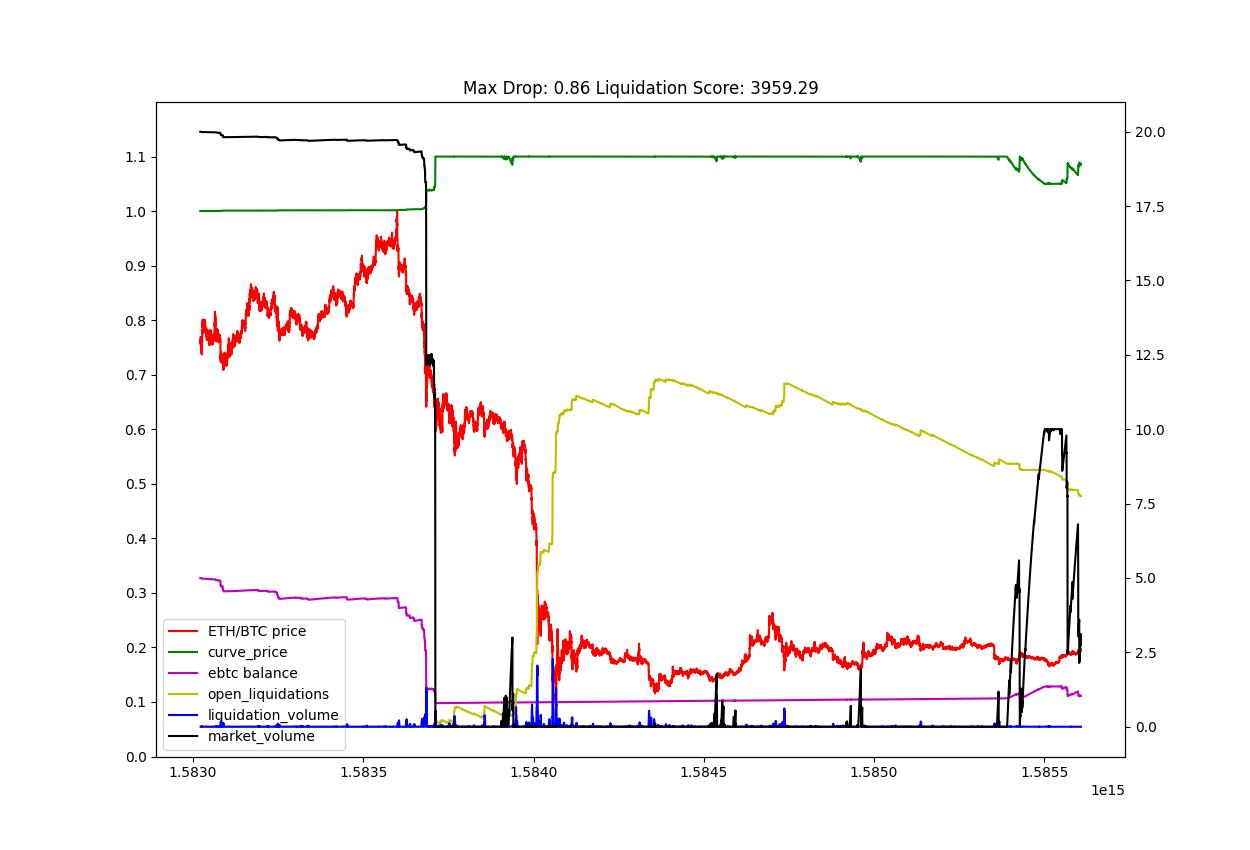 Max Drop: 0.86 Liquidation Score: 3959.29
1.1
1.0
0.9
0.8
0.7
0.6
0.5
0.4
0.3
0.2
0.1
0.0
20.0
17.5
15.0
12.5
10.0
7.5
5.0
2.5
0.0
ETH/BTC price
curve_price
ebtc balance
open_liquidations
liquidation_volume
market_volume
1.5830 1.5835 1.5840 1.5845 1.5850 1.5855
1e15